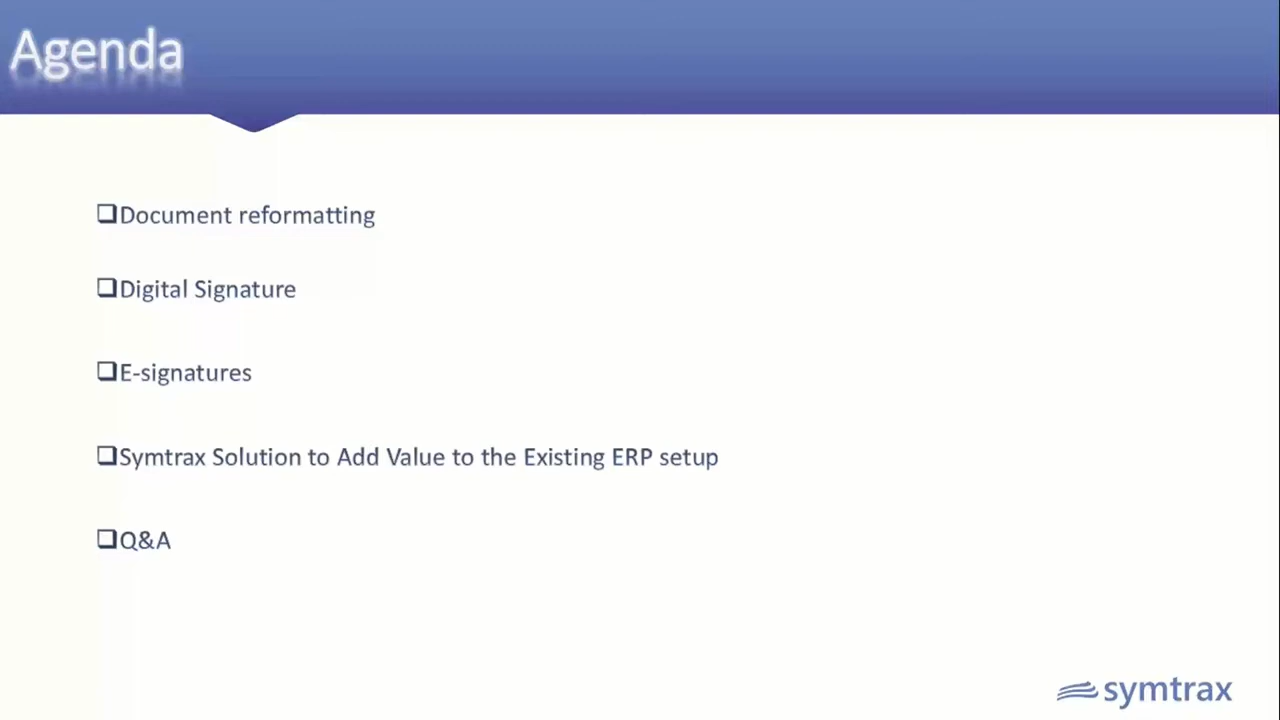 Agenda
❑Document reformatting
❑Digital Signature
❑E-signatures
❑Symtrax Solution to Add Value to the Existing ERP setup
❑Q&A
symtrax